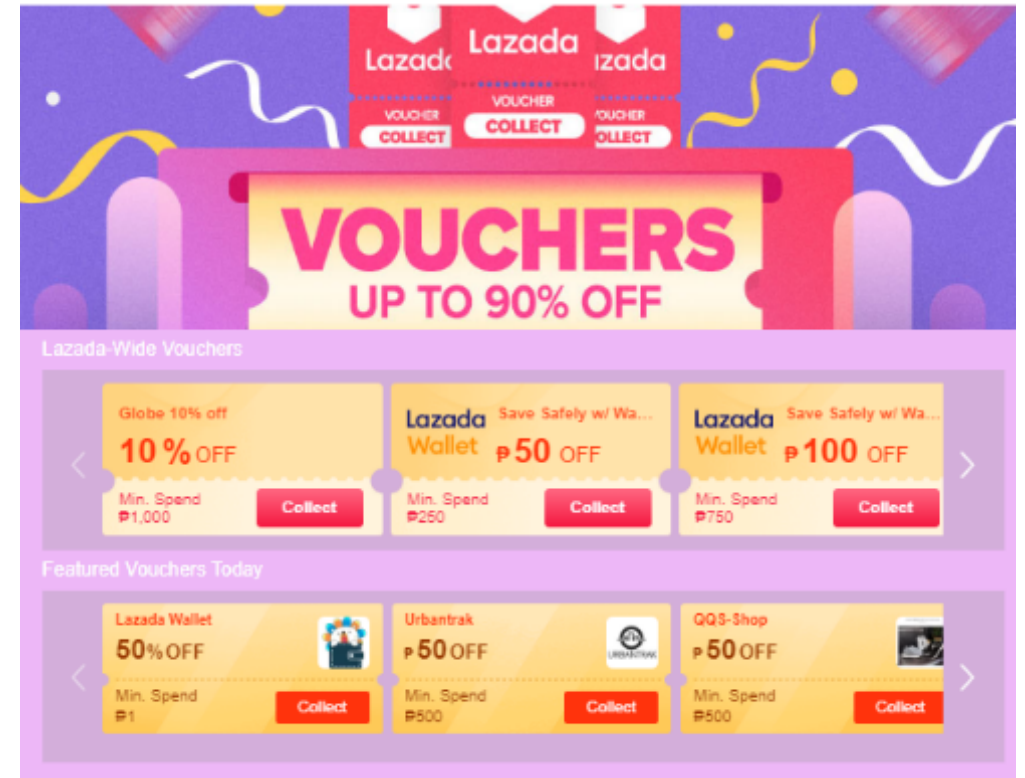 Lazada
Lazada
Lazada
VOUCHER
COLLECT
VOUCHER
COLLECT
VOUCHER
COLLECT
VOUCHERS
UP TO 90% OFF
Lazada-Wide Vouchers
Globe 10% off
10 % OFF
Min. Spend
₱1,000
Collect
Lazada Wallet
Save Safely w/ Wa...
₱ 50 OFF
Min. Spend
₱250
Collect
Lazada Wallet
Save Safely w/ Wa...
₱ 100 OFF
Min. Spend
₱750
Collect
Featured Vouchers Today
Lazada Wallet
50% OFF
Min. Spend
₱1
Collect
Urbantrak
₱ 50 OFF
URBANTRAK
Min. Spend
₱500
Collect
QQS-Shop
₱ 50 OFF
Min. Spend
₱500
Collect